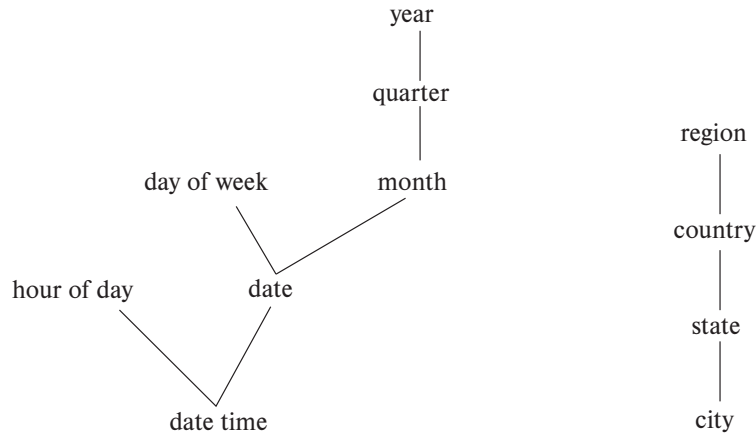 year
quarter
region
day of week
month
country
hour of day
date
state
date time
city